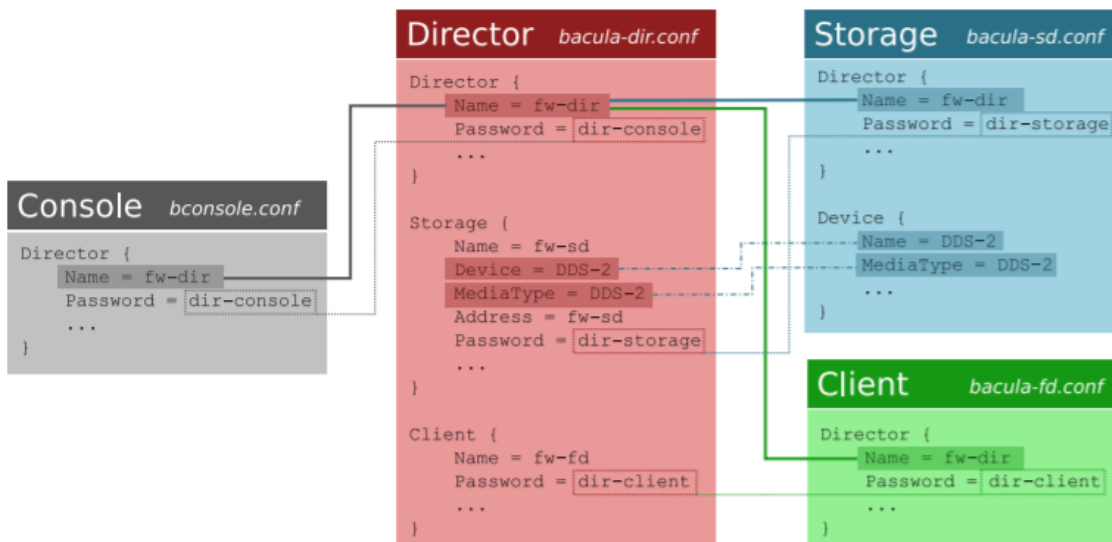 Console bconsole.conf
Director {
Name = fw-dir
Password = dir-console
...
}
Director bacula-dir.conf
Director {
Name = fw-dir
Password = dir-console
...
}
Storage {
Name = fw-sd
Device = DDS-2
MediaType = DDS-2
Address = fw-sd
Password = dir-storage
...
}
Client {
Name = fw-fd
Password = dir-client
...
}
Storage bacula-sd.conf
Director {
Name = fw-dir
Password = dir-storage
...
}
Device {
Name = DDS-2
MediaType = DDS-2
...
}
Client bacula-fd.conf
Director {
Name = fw-dir
Password = dir-client
...
}